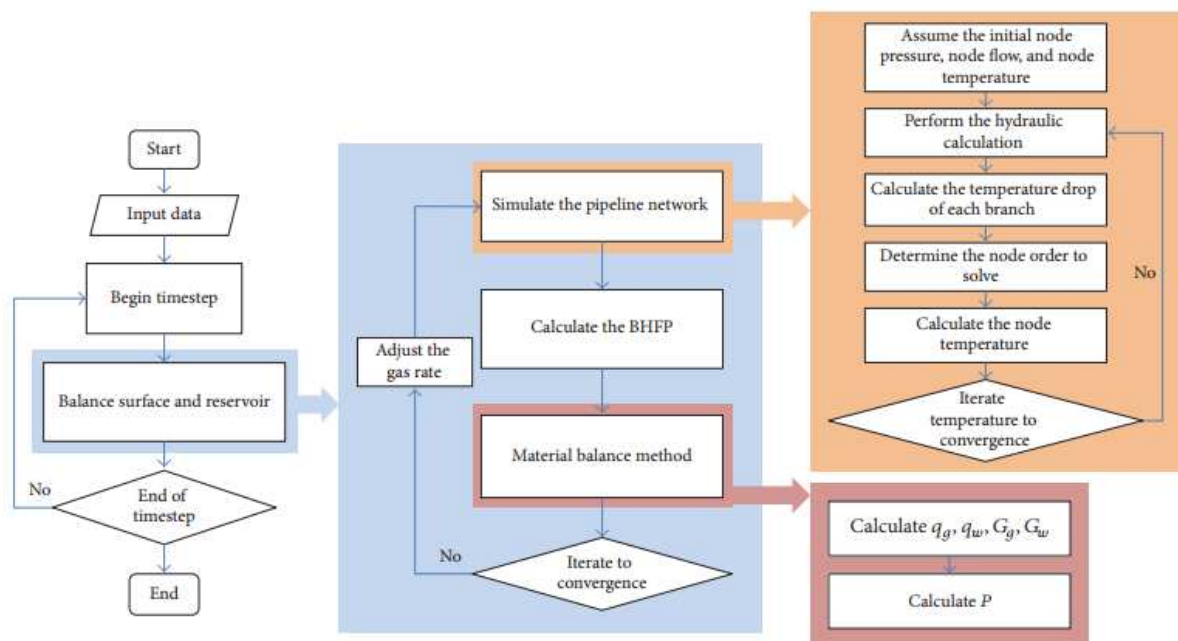 Start
Input data
Begin timestep
Balance surface and reservoir
No
End of
timestep
End
Simulate the pipeline network
Calculate the BHFP
Adjust the
gas rate
Material balance method
No
Iterate to
convergence
Assume the initial node
pressure, node flow, and node
temperature
Perform the hydraulic
calculation
Calculate the temperature drop
of each branch
Determine the node order to
solve
No
Calculate the node
temperature
Iterate
temperature to
convergence
Calculate q_g, q_w, G_g, G_w
Calculate P